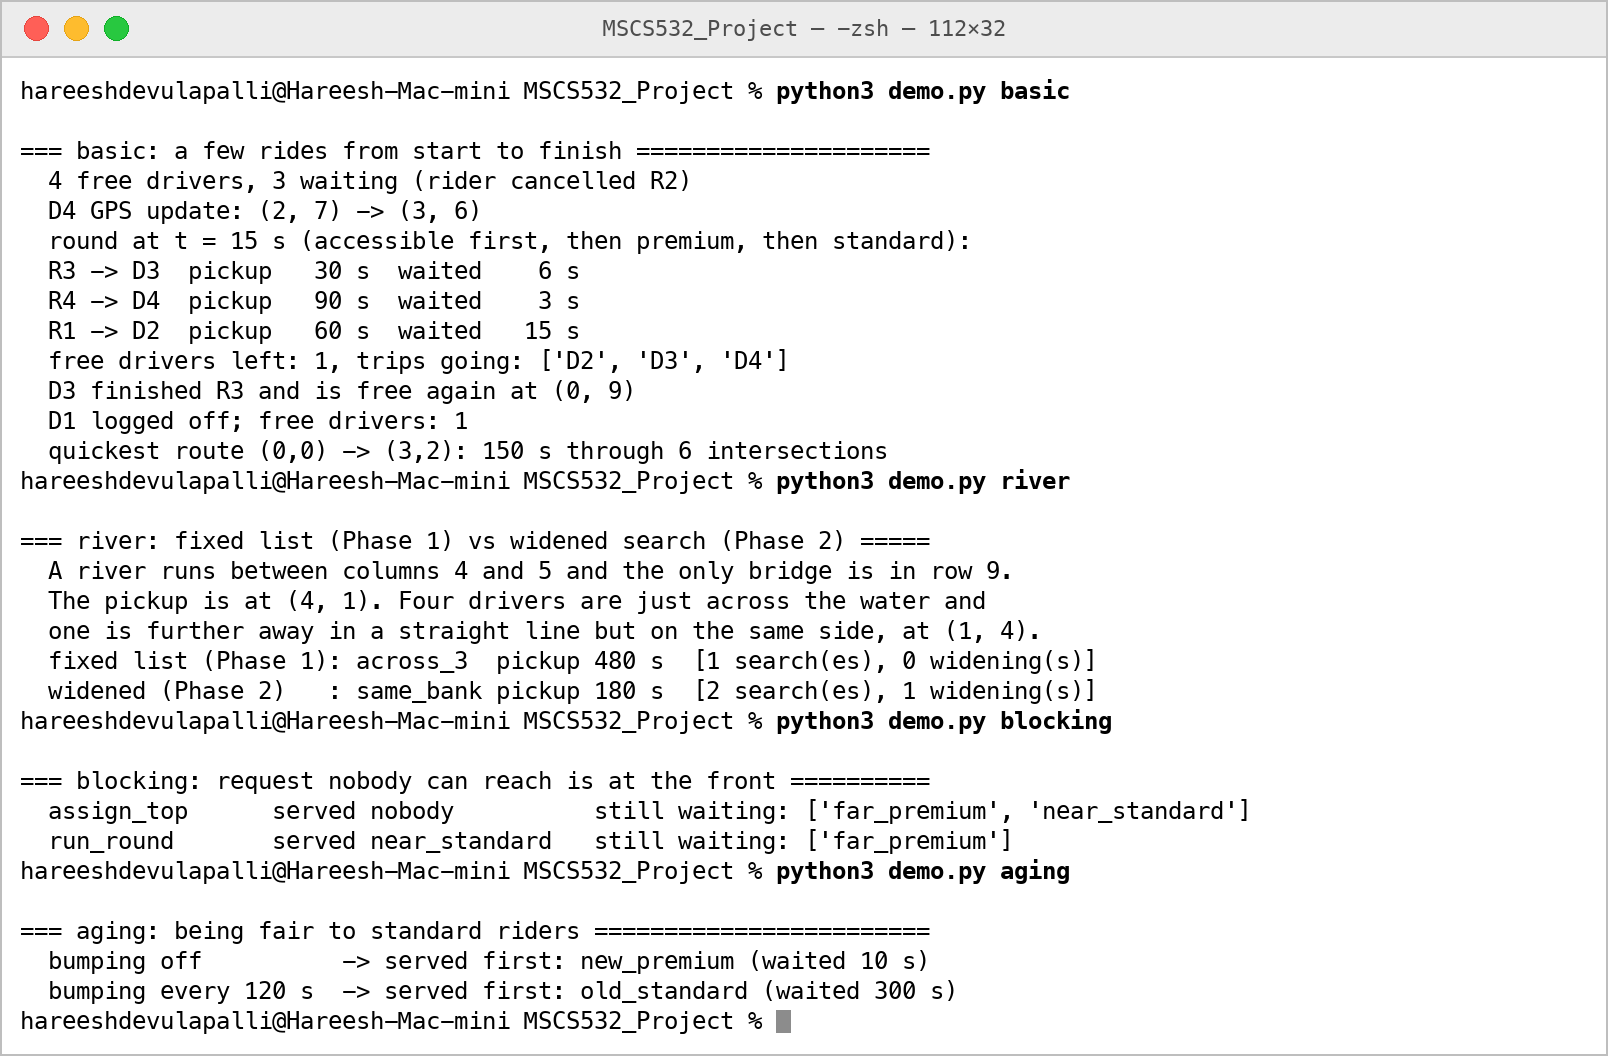 MSCS532_Project — -zsh — 112×32
hareeshdevulapalli@Hareesh-Mac-mini MSCS532_Project % python3 demo.py basic
=== basic: a few rides from start to finish =====================
4 free drivers, 3 waiting (rider cancelled R2)
D4 GPS update: (2, 7) -> (3, 6)
round at t = 15 s (accessible first, then premium, then standard):
R3 -> D3  pickup   30 s  waited    6 s
R4 -> D4  pickup   90 s  waited    3 s
R1 -> D2  pickup   60 s  waited   15 s
free drivers left: 1, trips going: ['D2', 'D3', 'D4']
D3 finished R3 and is free again at (0, 9)
D1 logged off; free drivers: 1
quickest route (0,0) -> (3,2): 150 s through 6 intersections
hareeshdevulapalli@Hareesh-Mac-mini MSCS532_Project % python3 demo.py river
=== river: fixed list (Phase 1) vs widened search (Phase 2) =====
A river runs between columns 4 and 5 and the only bridge is in row 9.
The pickup is at (4, 1). Four drivers are just across the water and
one is further away in a straight line but on the same side, at (1, 4).
fixed list (Phase 1): across_3  pickup 480 s  [1 search(es), 0 widening(s)]
widened (Phase 2)   : same_bank pickup 180 s  [2 search(es), 1 widening(s)]
hareeshdevulapalli@Hareesh-Mac-mini MSCS532_Project % python3 demo.py blocking
=== blocking: request nobody can reach is at the front ==========
assign_top      served nobody          still waiting: ['far_premium', 'near_standard']
run_round       served near_standard   still waiting: ['far_premium']
hareeshdevulapalli@Hareesh-Mac-mini MSCS532_Project % python3 demo.py aging
=== aging: being fair to standard riders ========================
bumping off          -> served first: new_premium (waited 10 s)
bumping every 120 s  -> served first: old_standard (waited 300 s)
hareeshdevulapalli@Hareesh-Mac-mini MSCS532_Project %